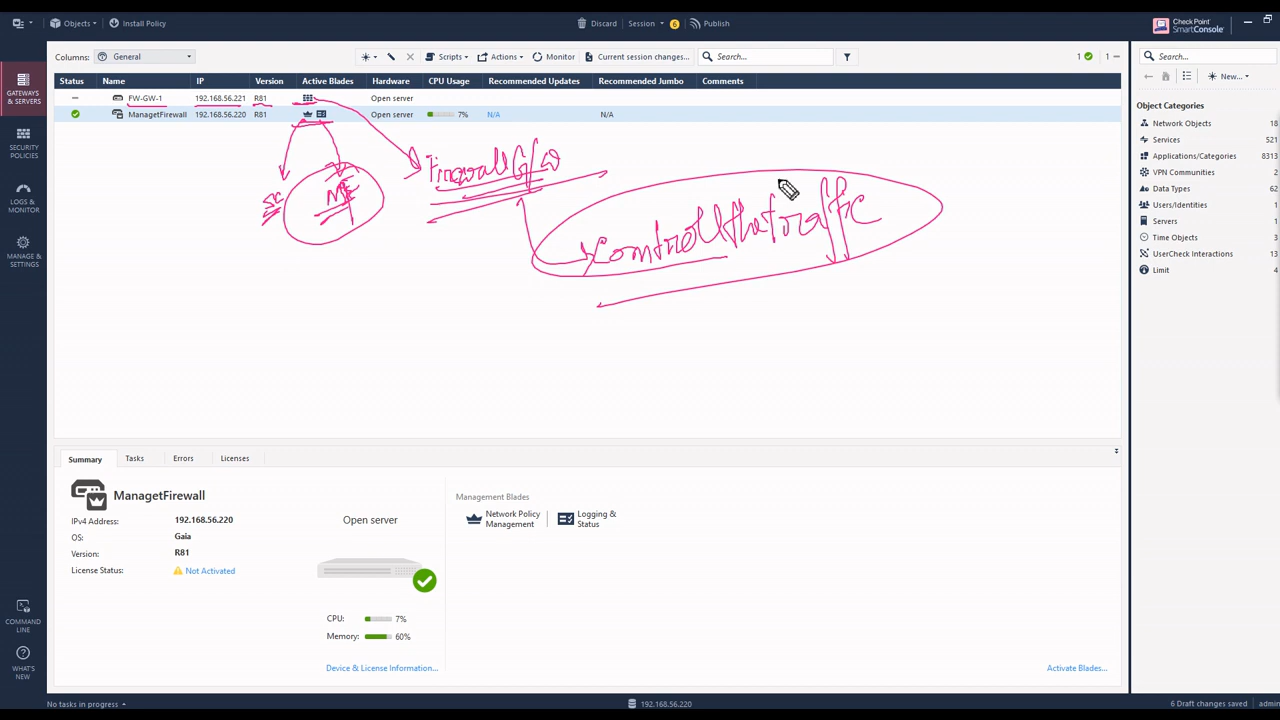 Objects
Install Policy
Discard
Session
6
Publish
Check Point
SmartConsole
Columns:
General
Scripts
Actions
Monitor
Current session changes...
Search...
1
1
Search...
New...
Status
Name
IP
Version
Active Blades
Hardware
CPU Usage
Recommended Updates
Recommended Jumbo
Comments
FW-GW-1
192.168.56.221
R81
Open server
ManagetFirewall
192.168.56.220
R81
Open server
7%
N/A
N/A
Firewall G/w
SC
Controll the traffic
GATEWAYS
& SERVERS
SECURITY
POLICIES
LOGS &
MONITOR
MANAGE &
SETTINGS
COMMAND
LINE
WHAT'S
NEW
Object Categories
Network Objects 18
Services 521
Applications/Categories 8313
VPN Communities 2
Data Types 62
Users/Identities 1
Servers 1
Time Objects 3
UserCheck Interactions 13
Limit 4
Summary
Tasks
Errors
Licenses
ManagetFirewall
IPv4 Address: 192.168.56.220
OS: Gaia
Version: R81
License Status: Not Activated
Open server
CPU: 7%
Memory: 60%
Device & License Information...
Management Blades
Network Policy
Management
Logging &
Status
Activate Blades...
No tasks in progress
192.168.56.220
6 Draft changes saved
admin